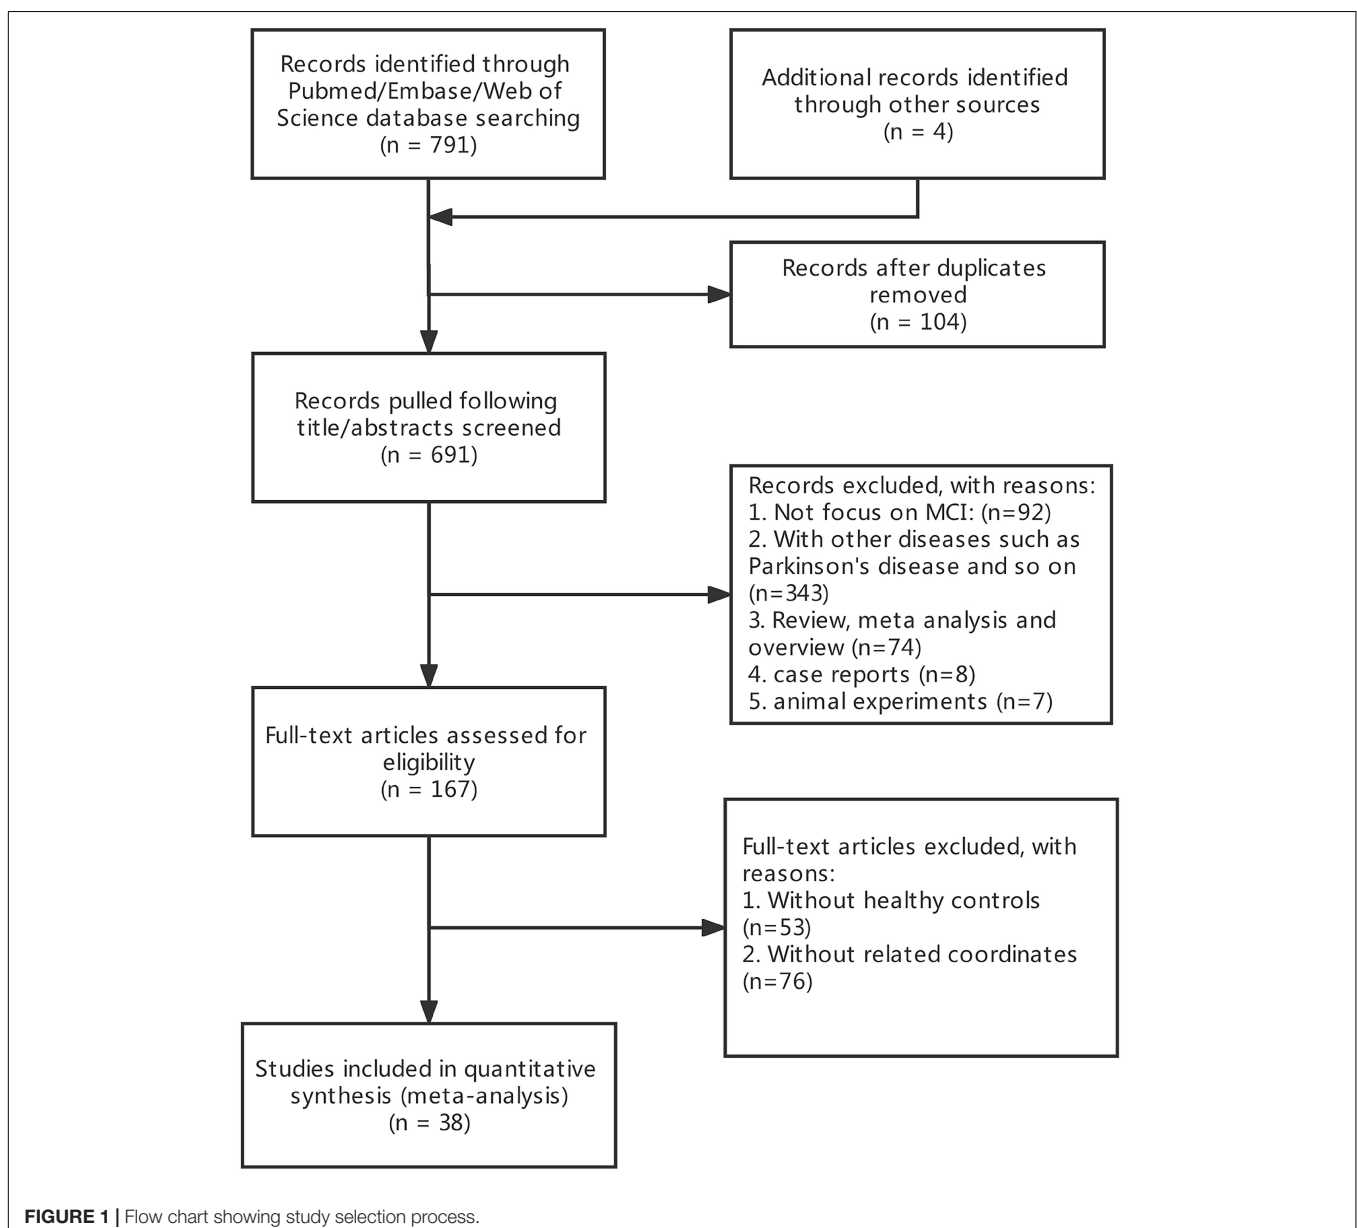 Records identified through
Pubmed/Embase/Web of
Science database searching
(n = 791)
Additional records identified
through other sources
(n = 4)
Records after duplicates
removed
(n = 104)
Records pulled following
title/abstracts screened
(n = 691)
Records excluded, with reasons:
1. Not focus on MCI: (n=92)
2. With other diseases such as
Parkinson's disease and so on
(n=343)
3. Review, meta analysis and
overview (n=74)
4. case reports (n=8)
5. animal experiments (n=7)
Full-text articles assessed for
eligibility
(n = 167)
Full-text articles excluded, with
reasons:
1. Without healthy controls
(n=53)
2. Without related coordinates
(n=76)
Studies included in quantitative
synthesis (meta-analysis)
(n = 38)
FIGURE 1 | Flow chart showing study selection process.